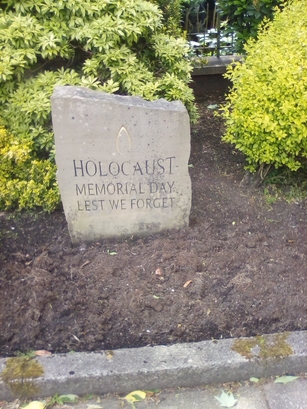 HOLOCAUST
MEMORIAL DAY
LEST WE FORGET